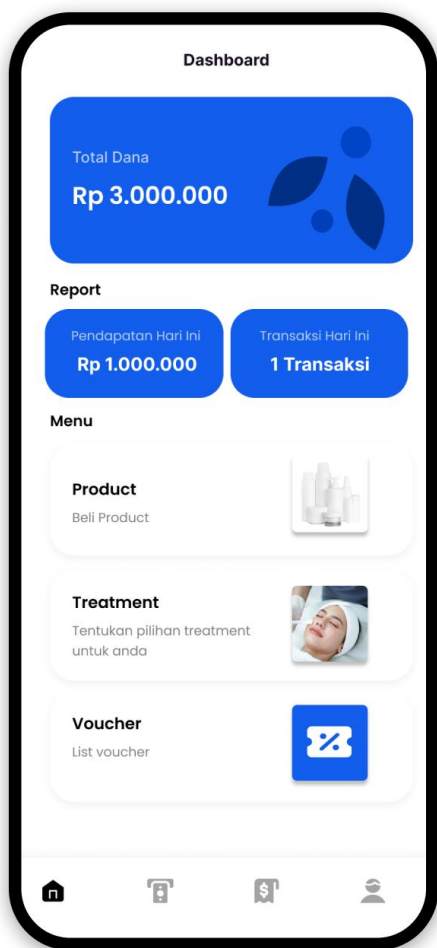 Dashboard
Total Dana
Rp 3.000.000
Report
Pendapatan Hari Ini
Rp 1.000.000
Transaksi Hari Ini
1 Transaksi
Menu
Product
Beli Product
Treatment
Tentukan pilihan treatment
untuk anda
Voucher
List voucher